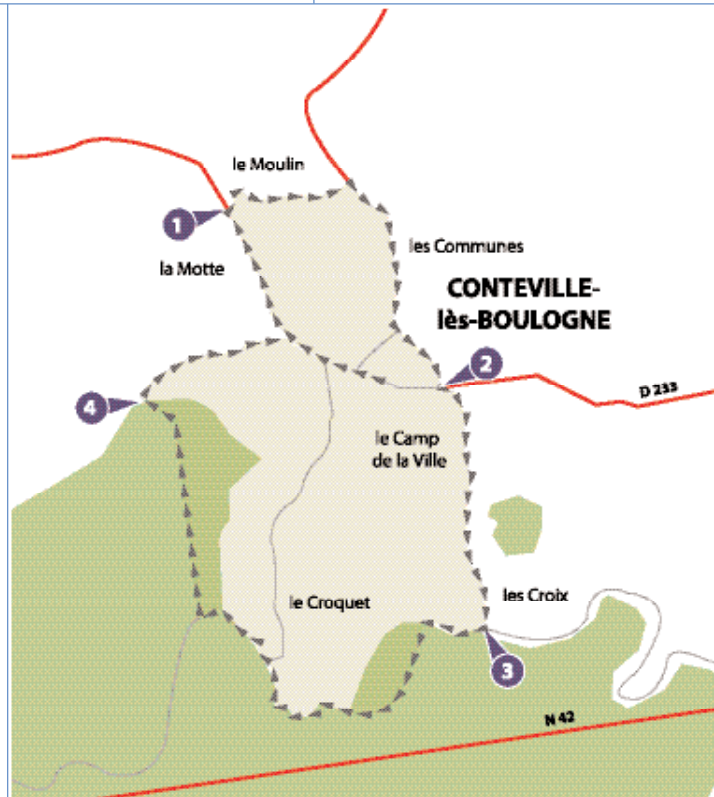 le Moulin
1
les Communes
la Motte
CONTEVILLE-
lès-BOULOGNE
2
D 233
4
le Camp
de la Ville
le Croquet
les Croix
3
N 42